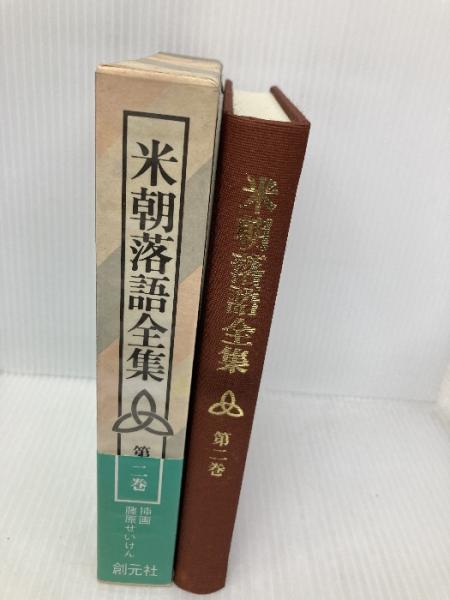 米朝落語全集
第二巻
挿画
藤原せいけん
創元社
米朝落語全集
第二巻